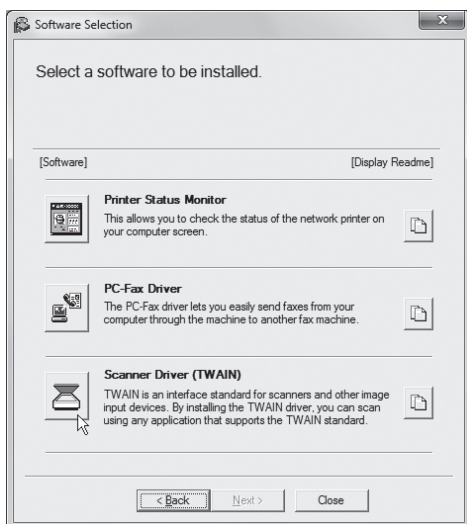 Software Selection
Select a software to be installed.
[Software] [Display Readme]
Printer Status Monitor
This allows you to check the status of the network printer on
your computer screen.
PC-Fax Driver
The PC-Fax driver lets you easily send faxes from your
computer through the machine to another fax machine.
Scanner Driver (TWAIN)
TWAIN is an interface standard for scanners and other image
input devices. By installing the TWAIN driver, you can scan
using any application that supports the TWAIN standard.
< Back Next > Close